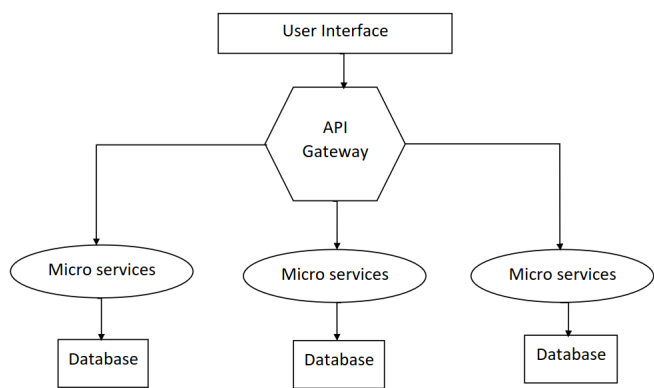 User Interface
API
Gateway
Micro services
Micro services
Micro services
Database
Database
Database